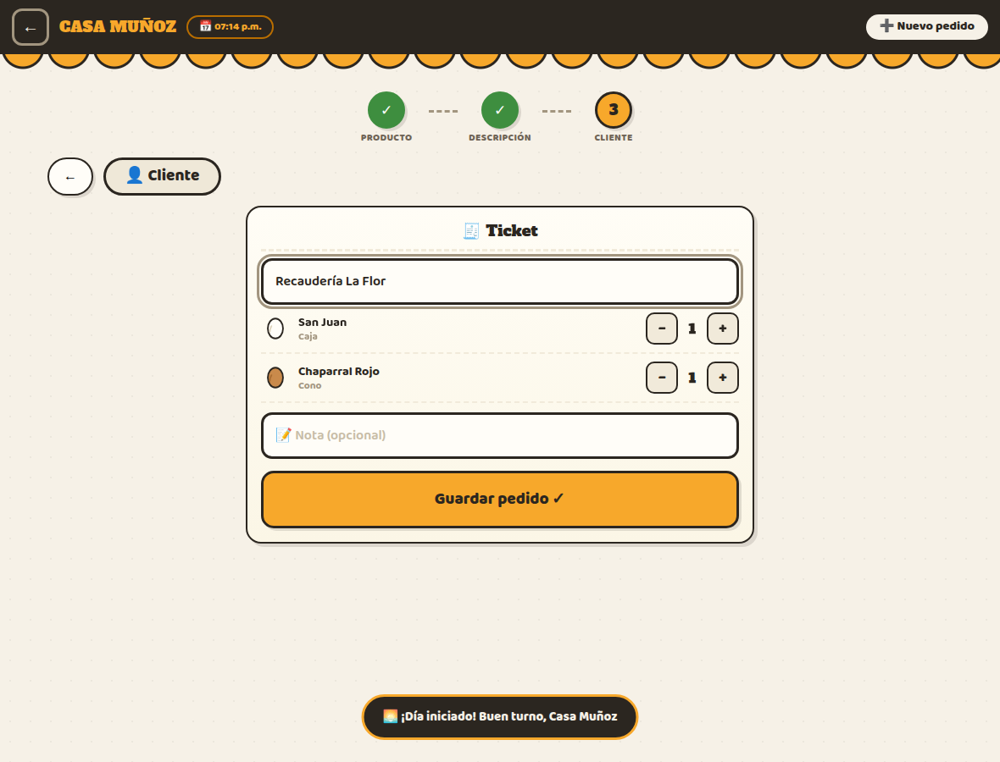 ←
CASA MUÑOZ
📅 07:14 p.m.
➕ Nuevo pedido
✓
✓
3
PRODUCTO
DESCRIPCIÓN
CLIENTE
←
👤 Cliente
🧾 Ticket
Recaudería La Flor
San Juan
Caja
− 1 +
Chaparral Rojo
Cono
− 1 +
📝 Nota (opcional)
Guardar pedido ✓
🌅 ¡Día iniciado! Buen turno, Casa Muñoz